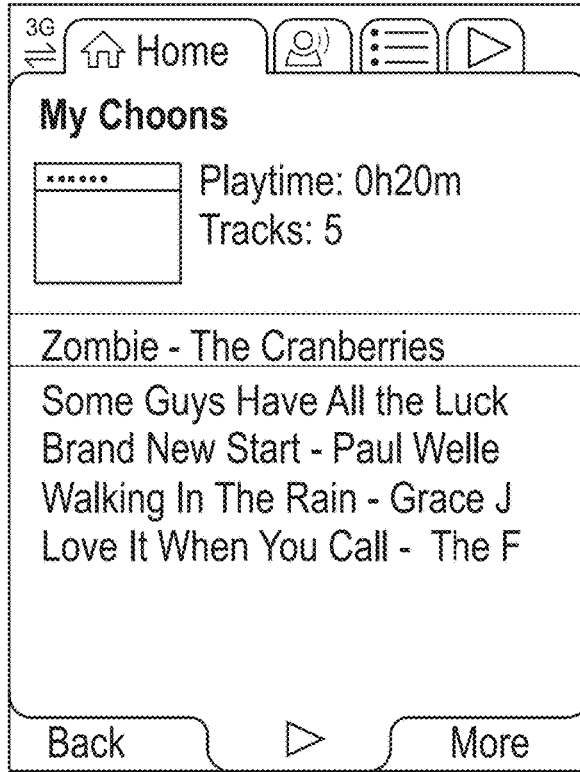 3G
Home
My Choons
Playtime: 0h20m
Tracks: 5
Zombie - The Cranberries
Some Guys Have All the Luck
Brand New Start - Paul Welle
Walking In The Rain - Grace J
Love It When You Call - The F
Back
More